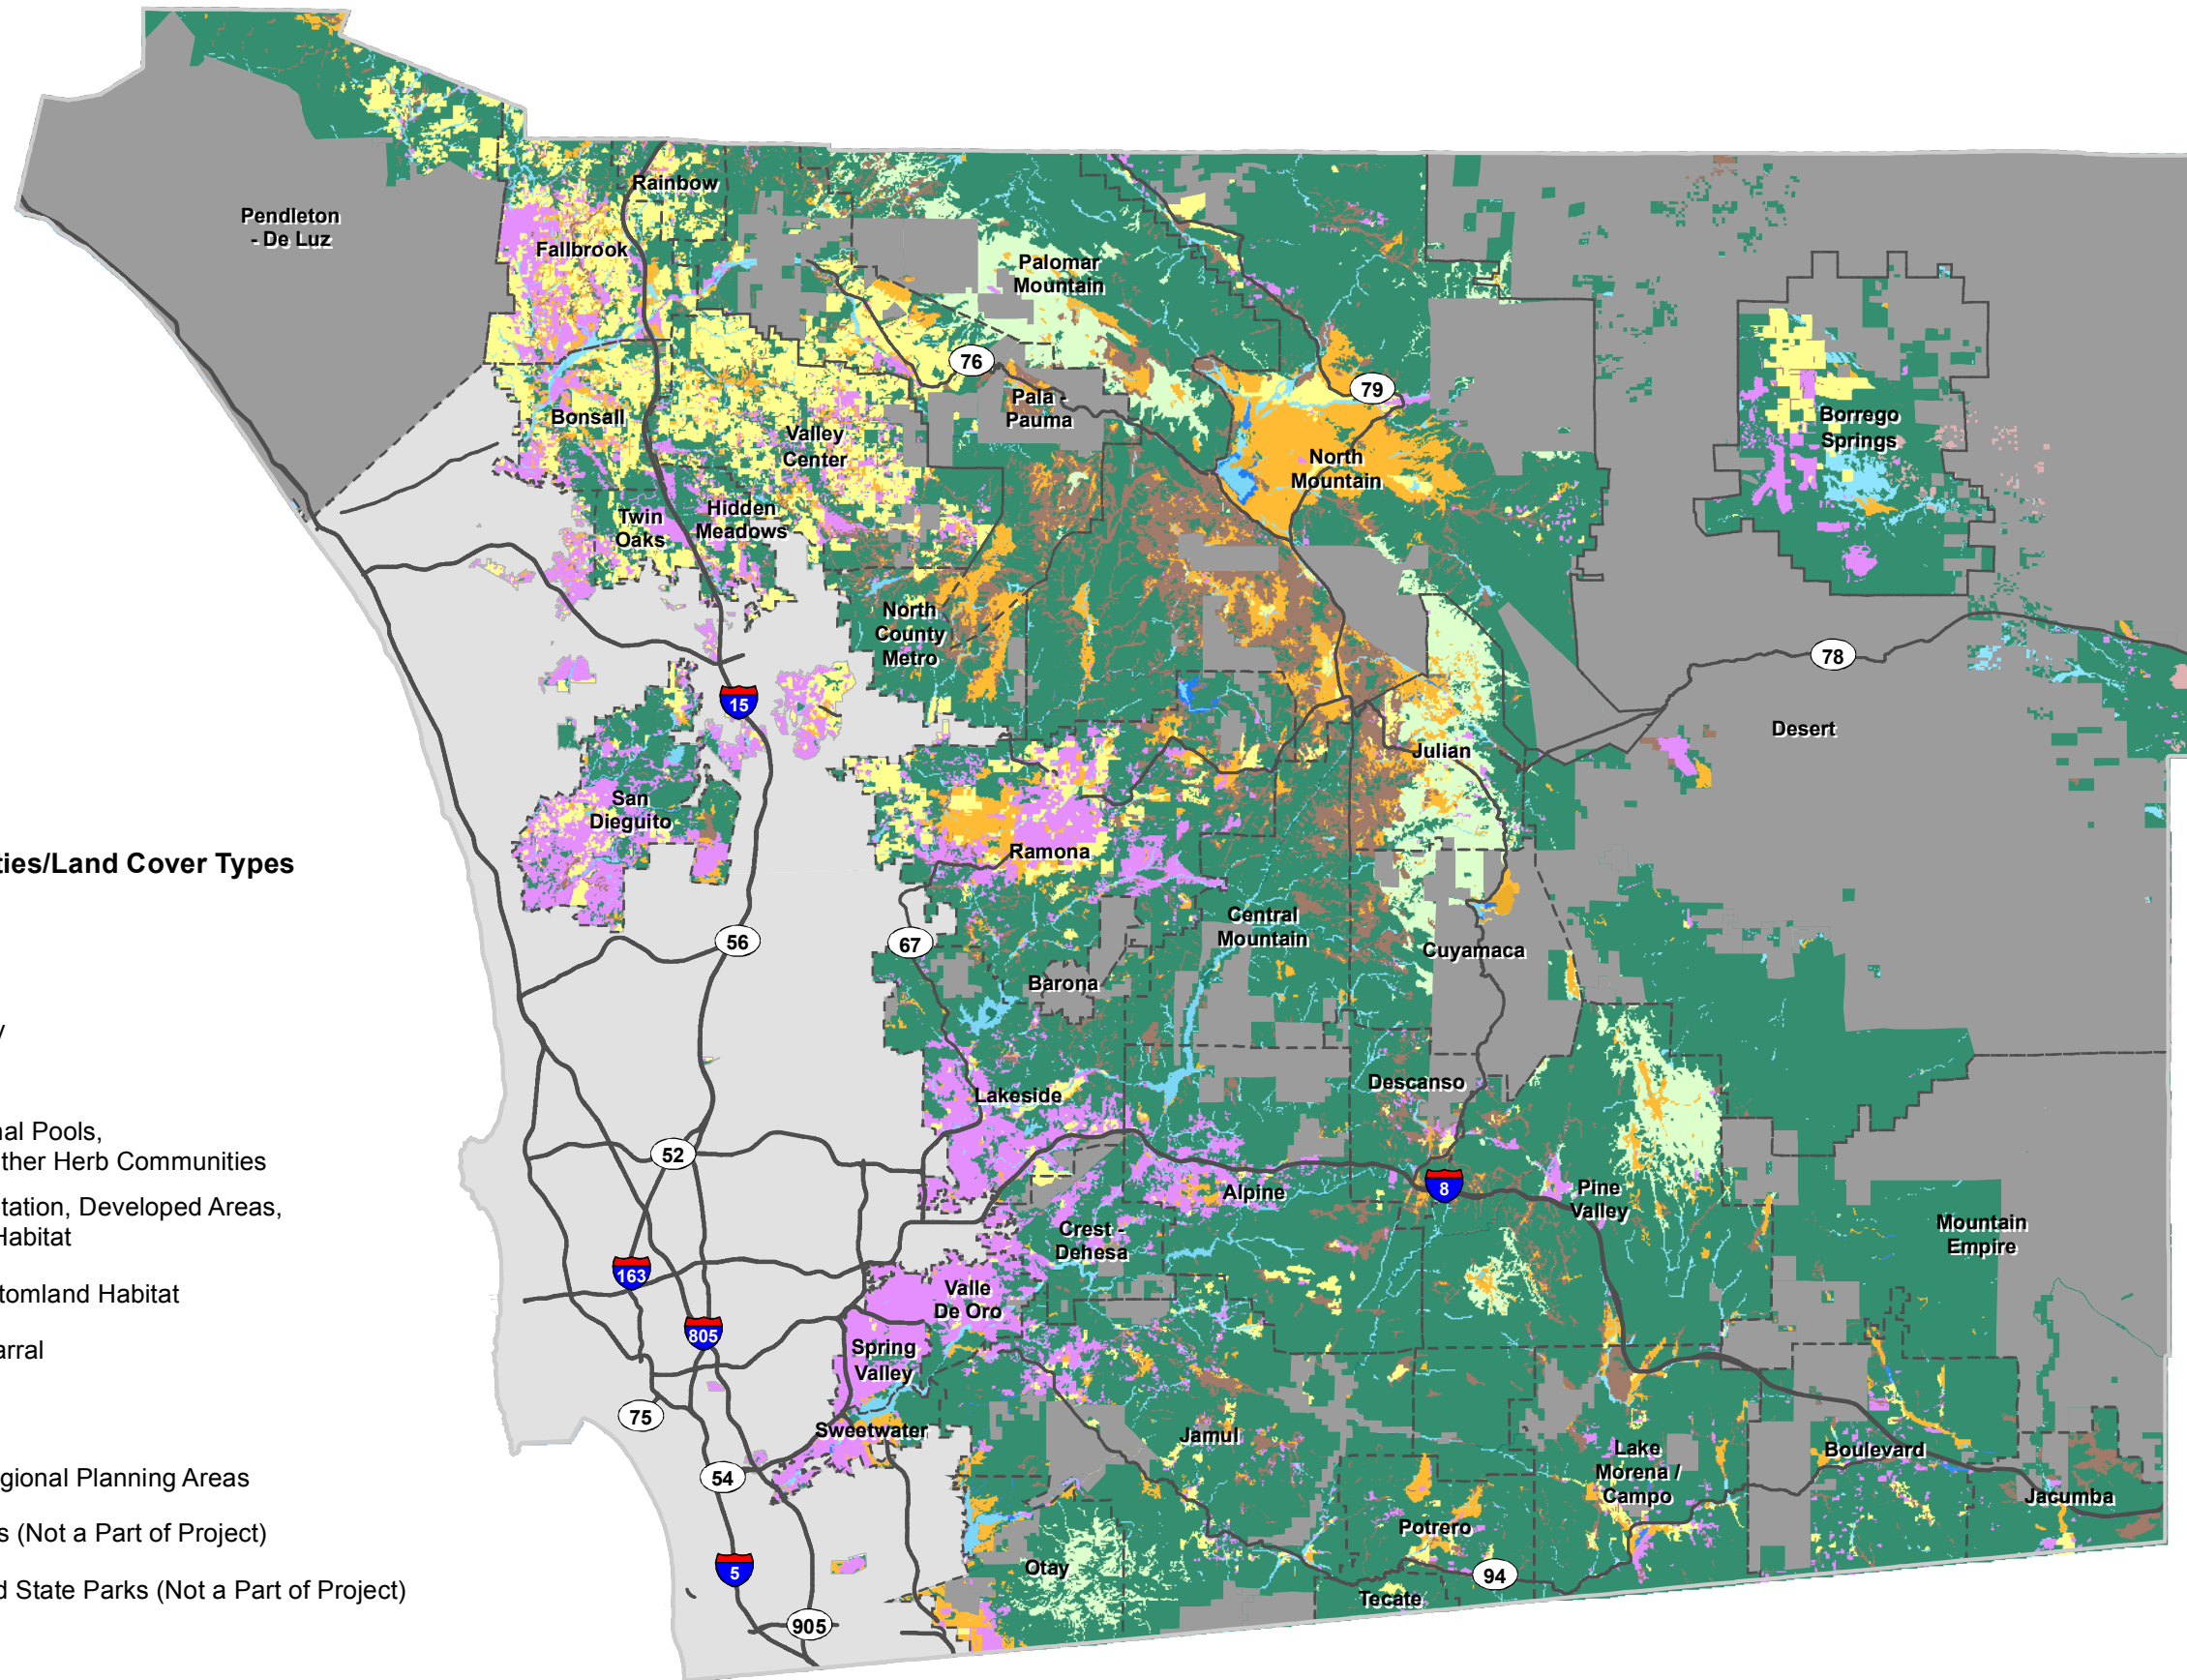 Rainbow
Pendleton
- De Luz
Fallbrook
Palomar
Mountain
76
79
Pala -
Pauma
Bonsall
Valley
Center
Borrego
Springs
North
Mountain
Twin
Oaks
Hidden
Meadows
North
County
Metro
78
15
Desert
Julian
San
Dieguito
Ramona
ties/Land Cover Types
Central
Mountain
56
67
Cuyamaca
Barona
y
Descanso
Lakeside
nal Pools,
ther Herb Communities
52
Alpine
8
Pine
Valley
tation, Developed Areas,
Habitat
Crest -
Dehesa
Mountain
Empire
163
Valle
De Oro
tomland Habitat
805
Spring
Valley
arral
75
Sweetwater
Jamul
Lake
Morena /
Campo
Boulevard
54
egional Planning Areas
Jacumba
Potrero
s (Not a Part of Project)
Otay
5
94
d State Parks (Not a Part of Project)
Tecate
905